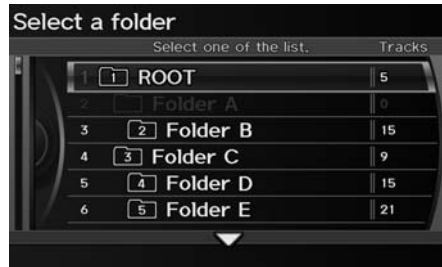 Select a folder
Select one of the list. Tracks
1 1 ROOT 5
2 Folder A 0
3 2 Folder B 15
4 3 Folder C 9
5 4 Folder D 15
6 5 Folder E 21